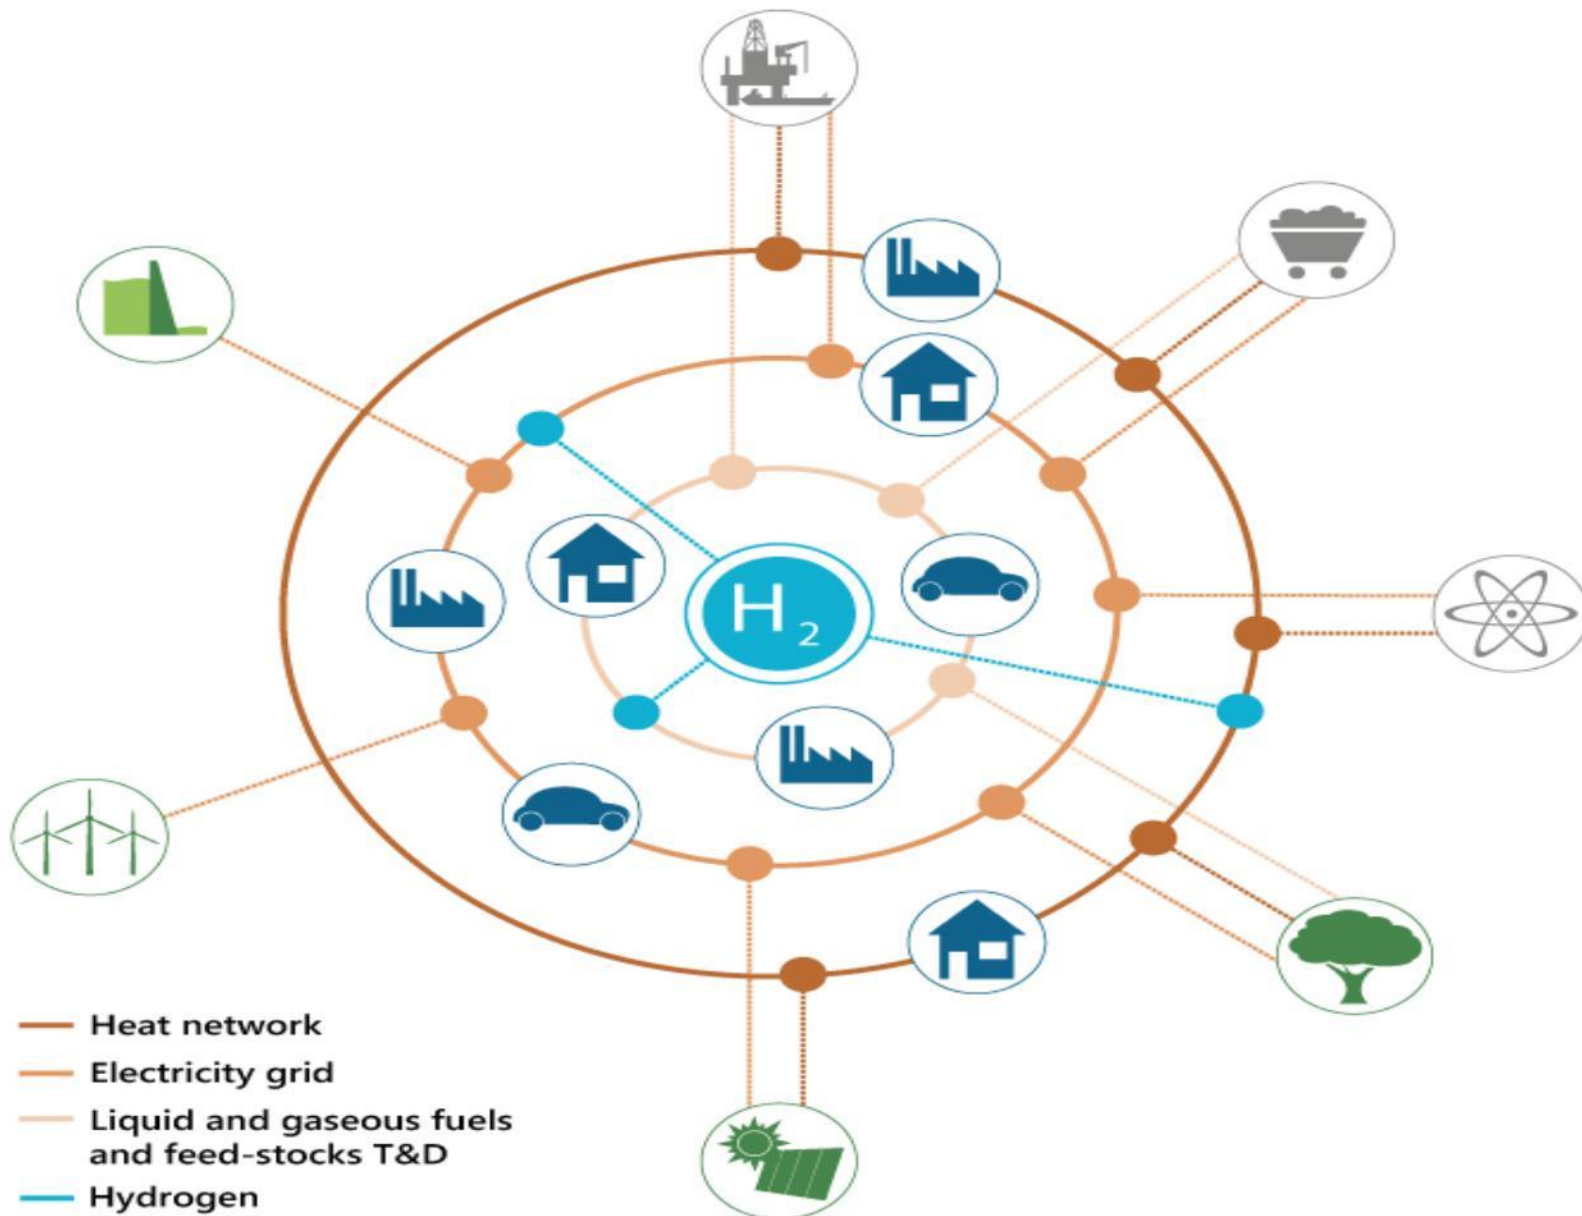 H₂
Heat network
Electricity grid
Liquid and gaseous fuels
and feed-stocks T&D
Hydrogen